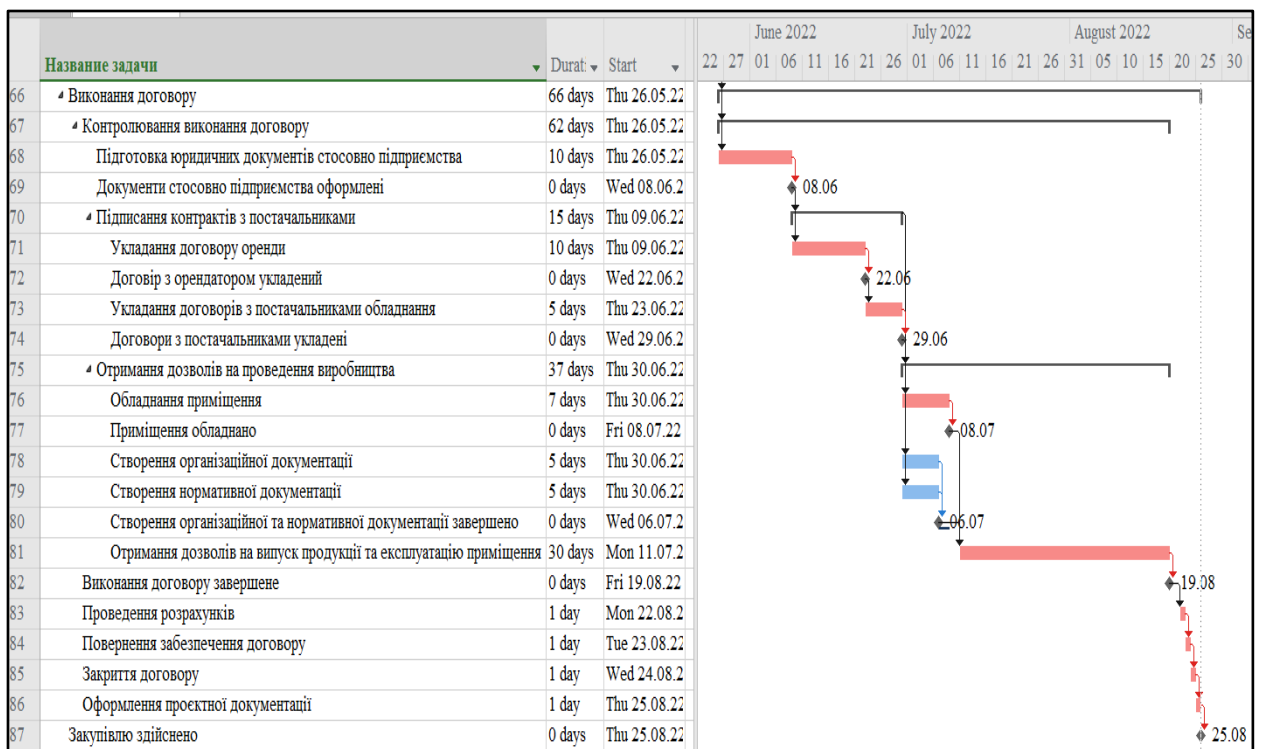 June 2022 July 2022 August 2022 Se
Название задачи Durat: Start 22 27 01 06 11 16 21 26 01 06 11 16 21 26 31 05 10 15 20 25 30
66 Виконання договору 66 days Thu 26.05.22
67 Контролювання виконання договору 62 days Thu 26.05.22
68 Підготовка юридичних документів стосовно підприємства 10 days Thu 26.05.22
69 Документи стосовно підприємства оформлені 0 days Wed 08.06.2 08.06
70 Підписання контрактів з постачальниками 15 days Thu 09.06.22
71 Укладання договору оренди 10 days Thu 09.06.22
72 Договір з орендатором укладений 0 days Wed 22.06.2 22.06
73 Укладання договорів з постачальниками обладнання 5 days Thu 23.06.22
74 Договори з постачальниками укладені 0 days Wed 29.06.2 29.06
75 Отримання дозволів на проведення виробництва 37 days Thu 30.06.22
76 Обладнання приміщення 7 days Thu 30.06.22
77 Приміщення обладнано 0 days Fri 08.07.22 08.07
78 Створення організаційної документації 5 days Thu 30.06.22
79 Створення нормативної документації 5 days Thu 30.06.22
80 Створення організаційної та нормативної документації завершено 0 days Wed 06.07.2 06.07
81 Отримання дозволів на випуск продукції та експлуатацію приміщення 30 days Mon 11.07.2
82 Виконання договору завершене 0 days Fri 19.08.22 19.08
83 Проведення розрахунків 1 day Mon 22.08.2
84 Повернення забезпечення договору 1 day Tue 23.08.22
85 Закриття договору 1 day Wed 24.08.2
86 Оформлення проєктної документації 1 day Thu 25.08.22
87 Закупівлю здійснено 0 days Thu 25.08.22 25.08